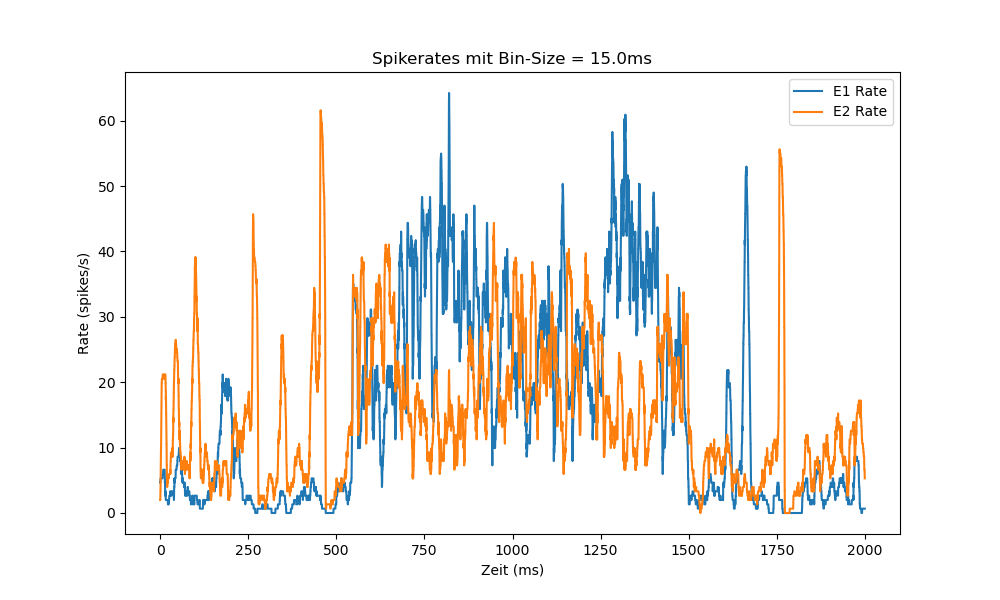 Spikerates mit Bin-Size = 15.0ms
E1 Rate
E2 Rate
Rate (spikes/s)
60
50
40
30
20
10
0
0 250 500 750 1000 1250 1500 1750 2000
Zeit (ms)